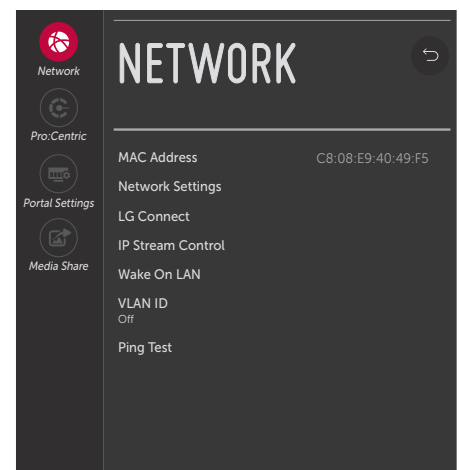 Network
Pro:Centric
Portal Settings
Media Share
NETWORK
MAC Address C8:08:E9:40:49:F5
Network Settings
LG Connect
IP Stream Control
Wake On LAN
VLAN ID
Off
Ping Test